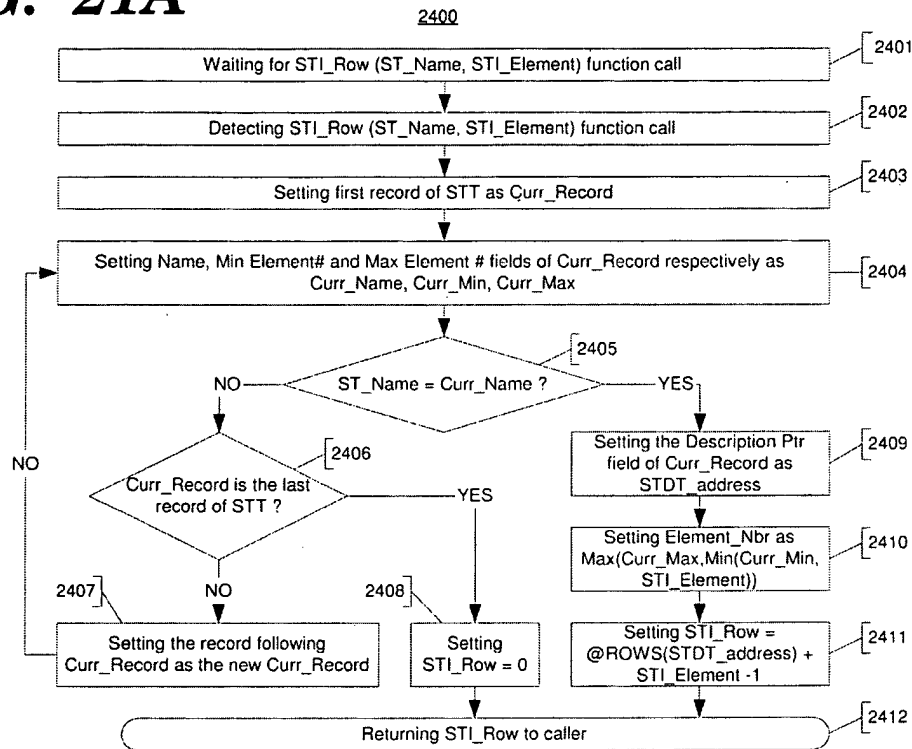 G. 21A
2400
Waiting for STI_Row (ST_Name, STI_Element) function call
2401
Detecting STI_Row (ST_Name, STI_Element) function call
2402
Setting first record of STT as Curr_Record
2403
Setting Name, Min Element# and Max Element # fields of Curr_Record respectively as
Curr_Name, Curr_Min, Curr_Max
2404
2405
ST_Name = Curr_Name ?
NO
YES
2406
Curr_Record is the last
record of STT ?
YES
NO
NO
Setting the Description Ptr
field of Curr_Record as
STDT_address
2409
Setting Element_Nbr as
Max(Curr_Max,Min(Curr_Min,
STI_Element))
2410
2407
Setting the record following
Curr_Record as the new Curr_Record
2408
Setting
STI_Row = 0
Setting STI_Row =
@ROWS(STDT_address) +
STI_Element -1
2411
Returning STI_Row to caller
2412